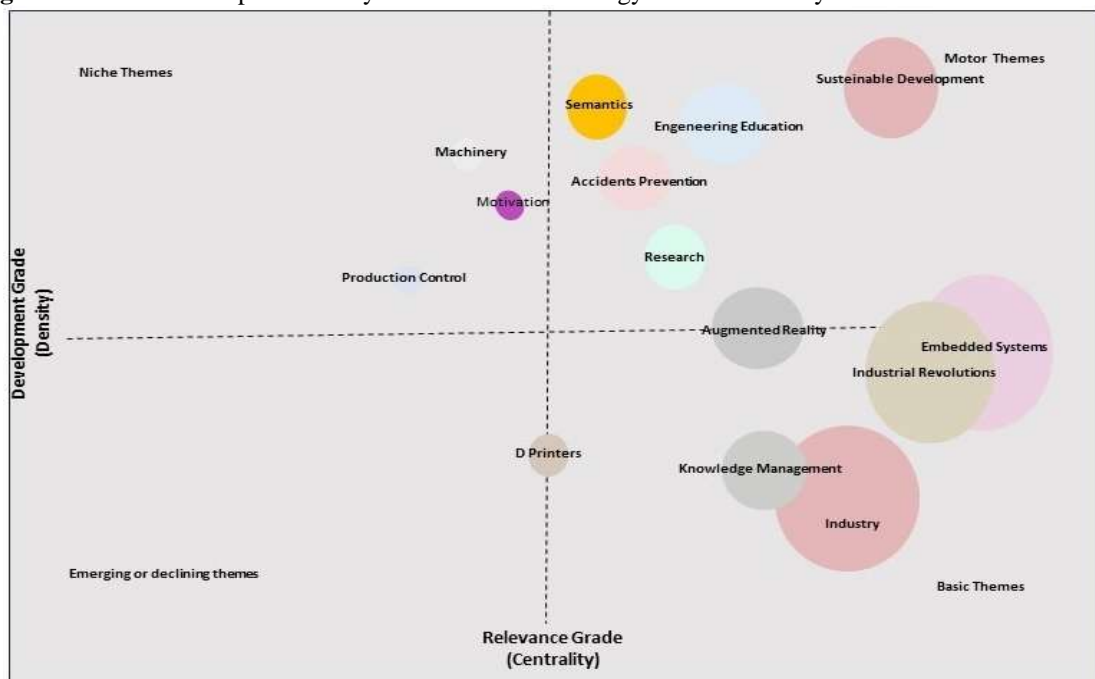 Niche Themes
Motor Themes
Susteinable Development
Semantics
Engeneering Education
Machinery
Accidents Prevention
Motivation
Research
Production Control
Development Grade
(Density)
Augmented Reality
Embedded Systems
Industrial Revolutions
D Printers
Knowledge Management
Industry
Emerging or declining themes
Basic Themes
Relevance Grade
(Centrality)